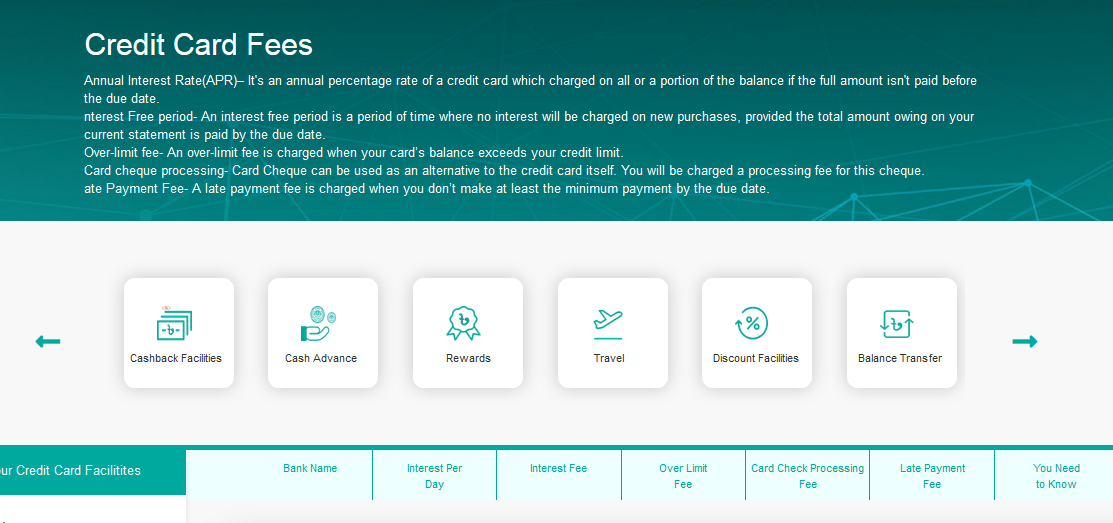 Credit Card Fees
Annual Interest Rate(APR)– It's an annual percentage rate of a credit card which charged on all or a portion of the balance if the full amount isn't paid before
the due date.
nterest Free period- An interest free period is a period of time where no interest will be charged on new purchases, provided the total amount owing on your
current statement is paid by the due date.
Over-limit fee- An over-limit fee is charged when your card's balance exceeds your credit limit.
Card cheque processing- Card Cheque can be used as an alternative to the credit card itself. You will be charged a processing fee for this cheque.
ate Payment Fee- A late payment fee is charged when you don't make at least the minimum payment by the due date.
Cashback Facilities
Cash Advance
Rewards
Travel
Discount Facilities
Balance Transfer
ur Credit Card Facilitites
Bank Name
Interest Per
Day
Interest Fee
Over Limit
Fee
Card Check Processing
Fee
Late Payment
Fee
You Need
to Know